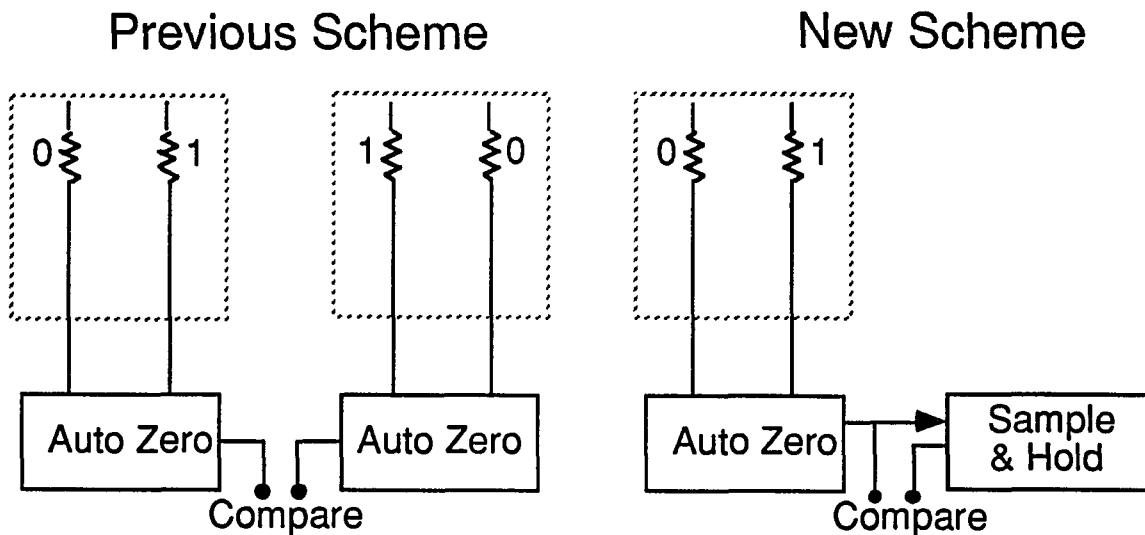 Previous Scheme
New Scheme
0 1
1 0
0 1
Auto Zero
Auto Zero
Compare
Auto Zero
Sample
& Hold
Compare